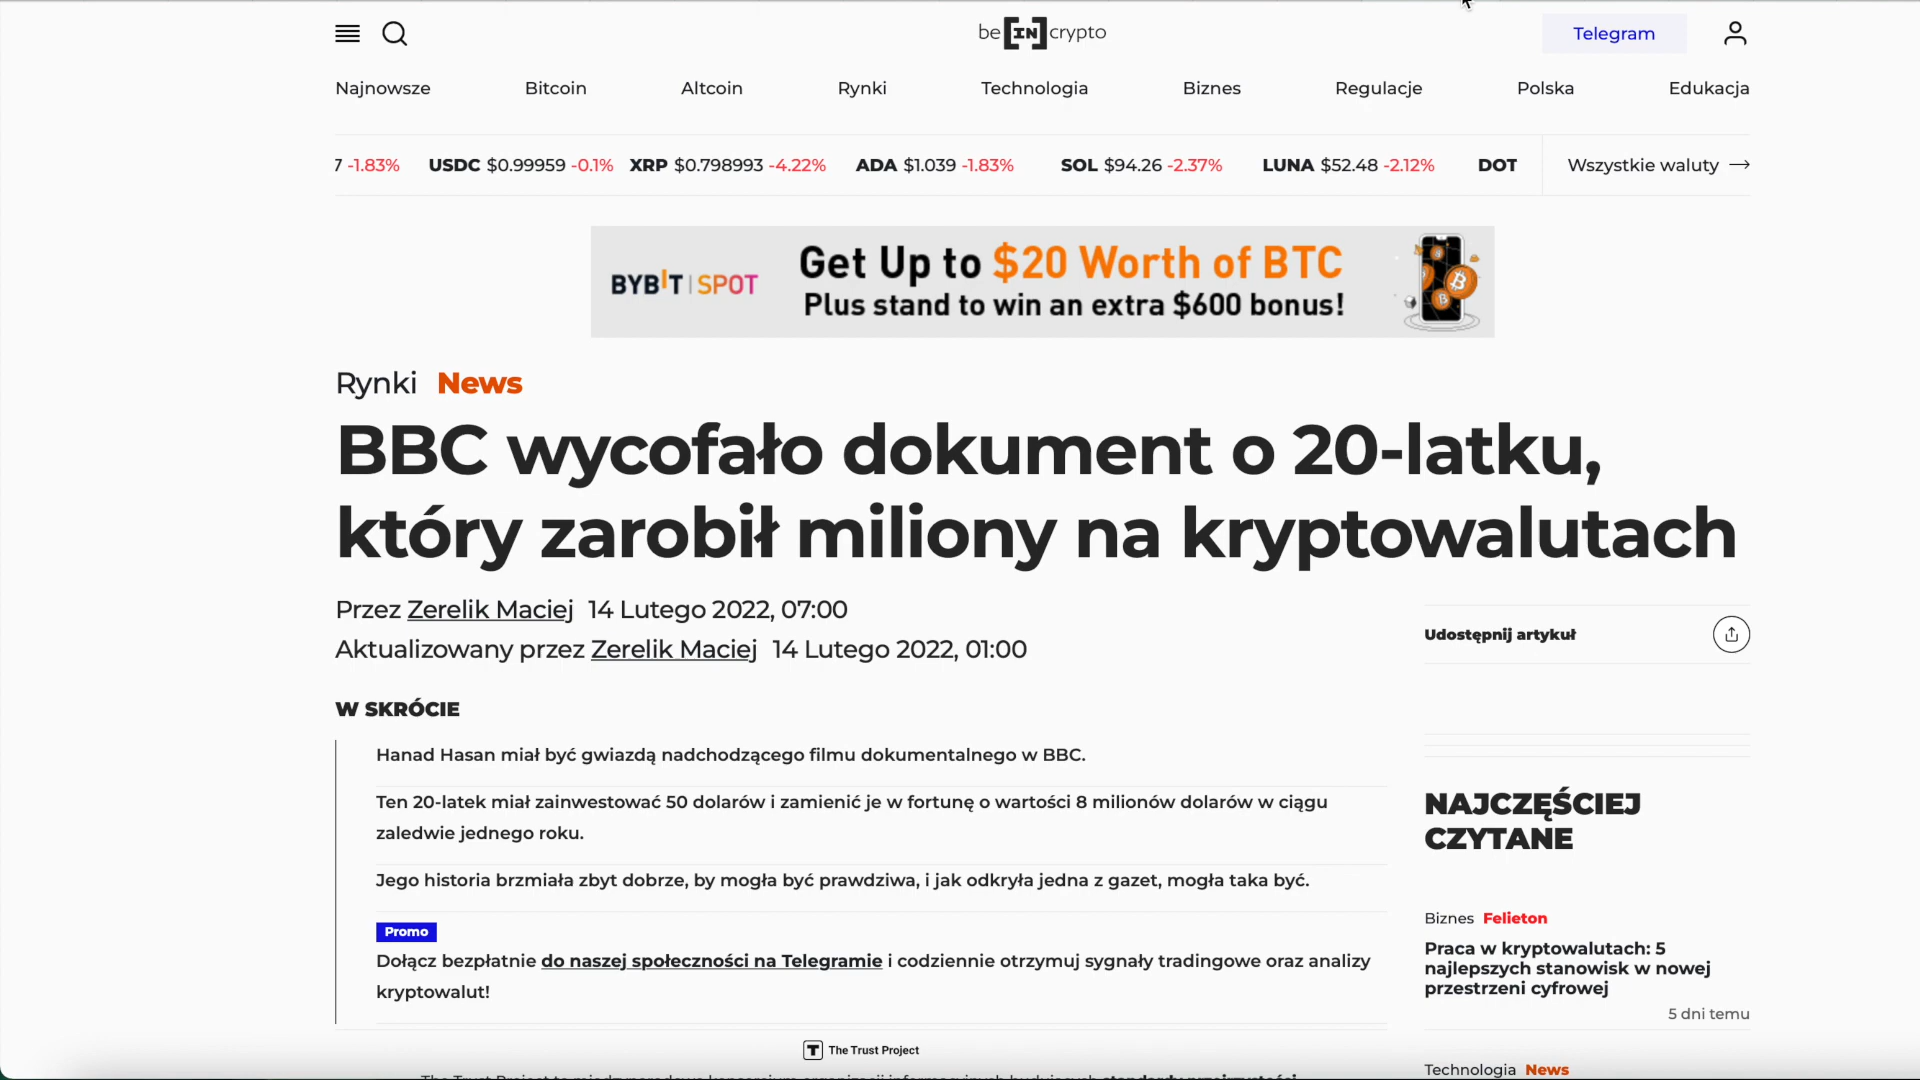 be[IN]crypto
Telegram
Najnowsze Bitcoin Altcoin Rynki Technologia Biznes Regulacje Polska Edukacja
7 -1.83% USDC $0.99959 -0.1% XRP $0.798993 -4.22% ADA $1.039 -1.83% SOL $94.26 -2.37% LUNA $52.48 -2.12% DOT Wszystkie waluty →
BYBIT | SPOT
Get Up to $20 Worth of BTC
Plus stand to win an extra $600 bonus!
Rynki News
BBC wycofało dokument o 20-latku,
który zarobił miliony na kryptowalutach
Przez Zerelik Maciej 14 Lutego 2022, 07:00
Aktualizowany przez Zerelik Maciej 14 Lutego 2022, 01:00
Udostępnij artykuł
W SKRÓCIE
Hanad Hasan miał być gwiazdą nadchodzącego filmu dokumentalnego w BBC.
Ten 20-latek miał zainwestować 50 dolarów i zamienić je w fortunę o wartości 8 milionów dolarów w ciągu
zaledwie jednego roku.
Jego historia brzmiała zbyt dobrze, by mogła być prawdziwa, i jak odkryła jedna z gazet, mogła taka być.
Promo
Dołącz bezpłatnie do naszej społeczności na Telegramie i codziennie otrzymuj sygnały tradingowe oraz analizy
kryptowalut!
The Trust Project
NAJCZĘŚCIEJ
CZYTANE
Biznes Felieton
Praca w kryptowalutach: 5
najlepszych stanowisk w nowej
przestrzeni cyfrowej
5 dni temu
Technologia News